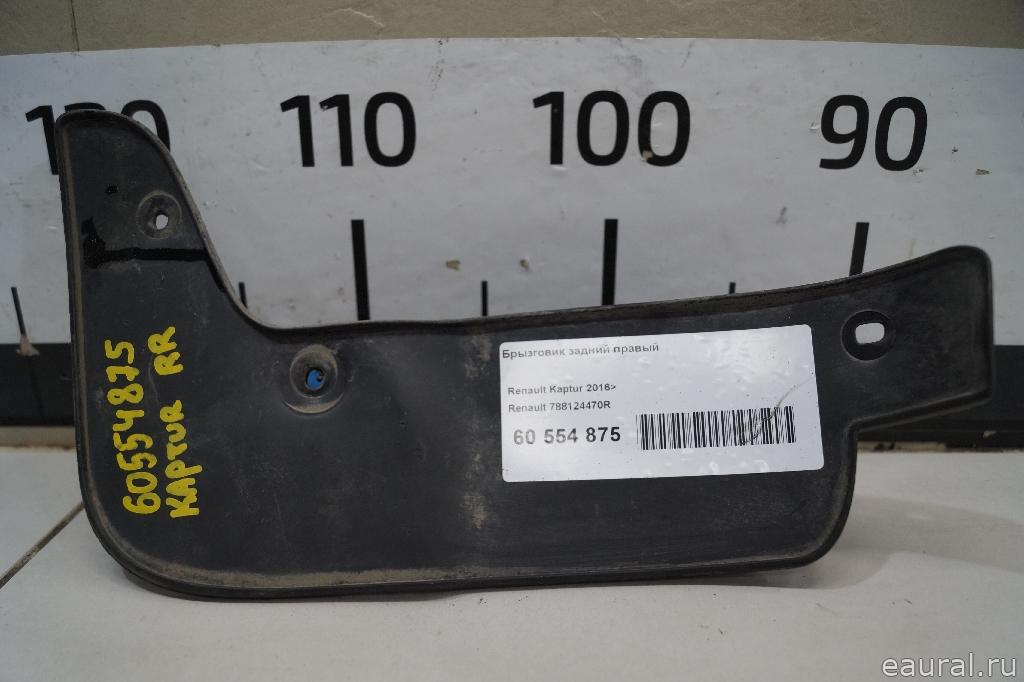 120 110 100 90
60554875
KAPTUR RR
Брызговик задний правый
Renault Kaptur 2016>
Renault 788124470R
60 554 875
eaural.ru